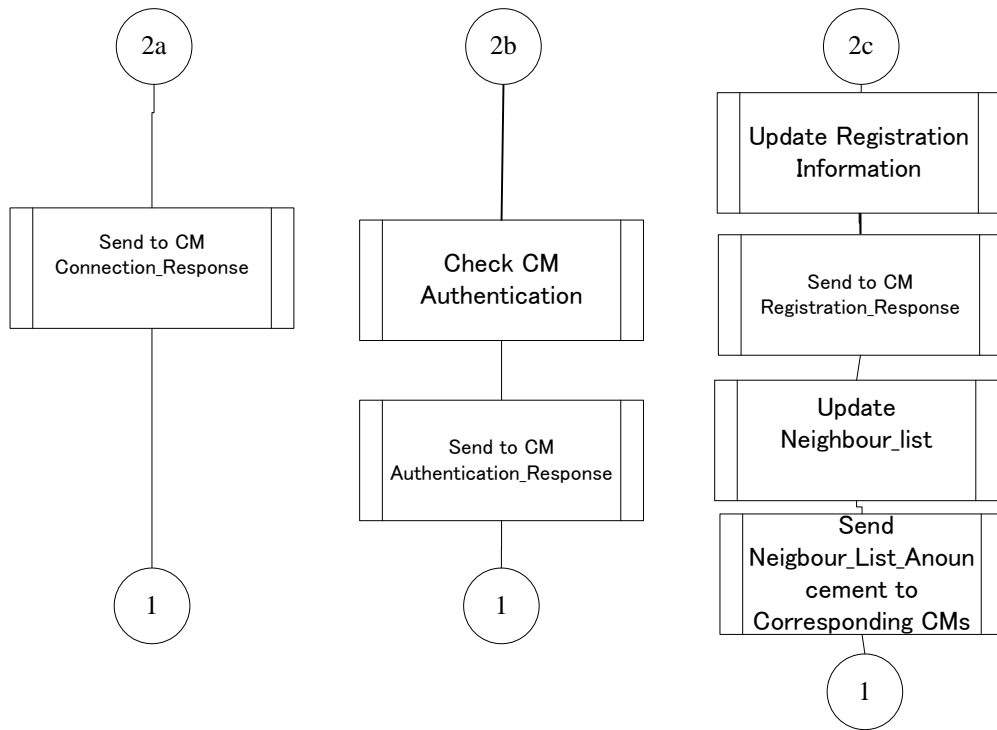 2a
Send to CM
Connection_Response
1
2b
Check CM
Authentication
Send to CM
Authentication_Response
1
2c
Update Registration
Information
Send to CM
Registration_Response
Update
Neighbour_list
Send
Neigbour_List_Anoun
cement to
Corresponding CMs
1